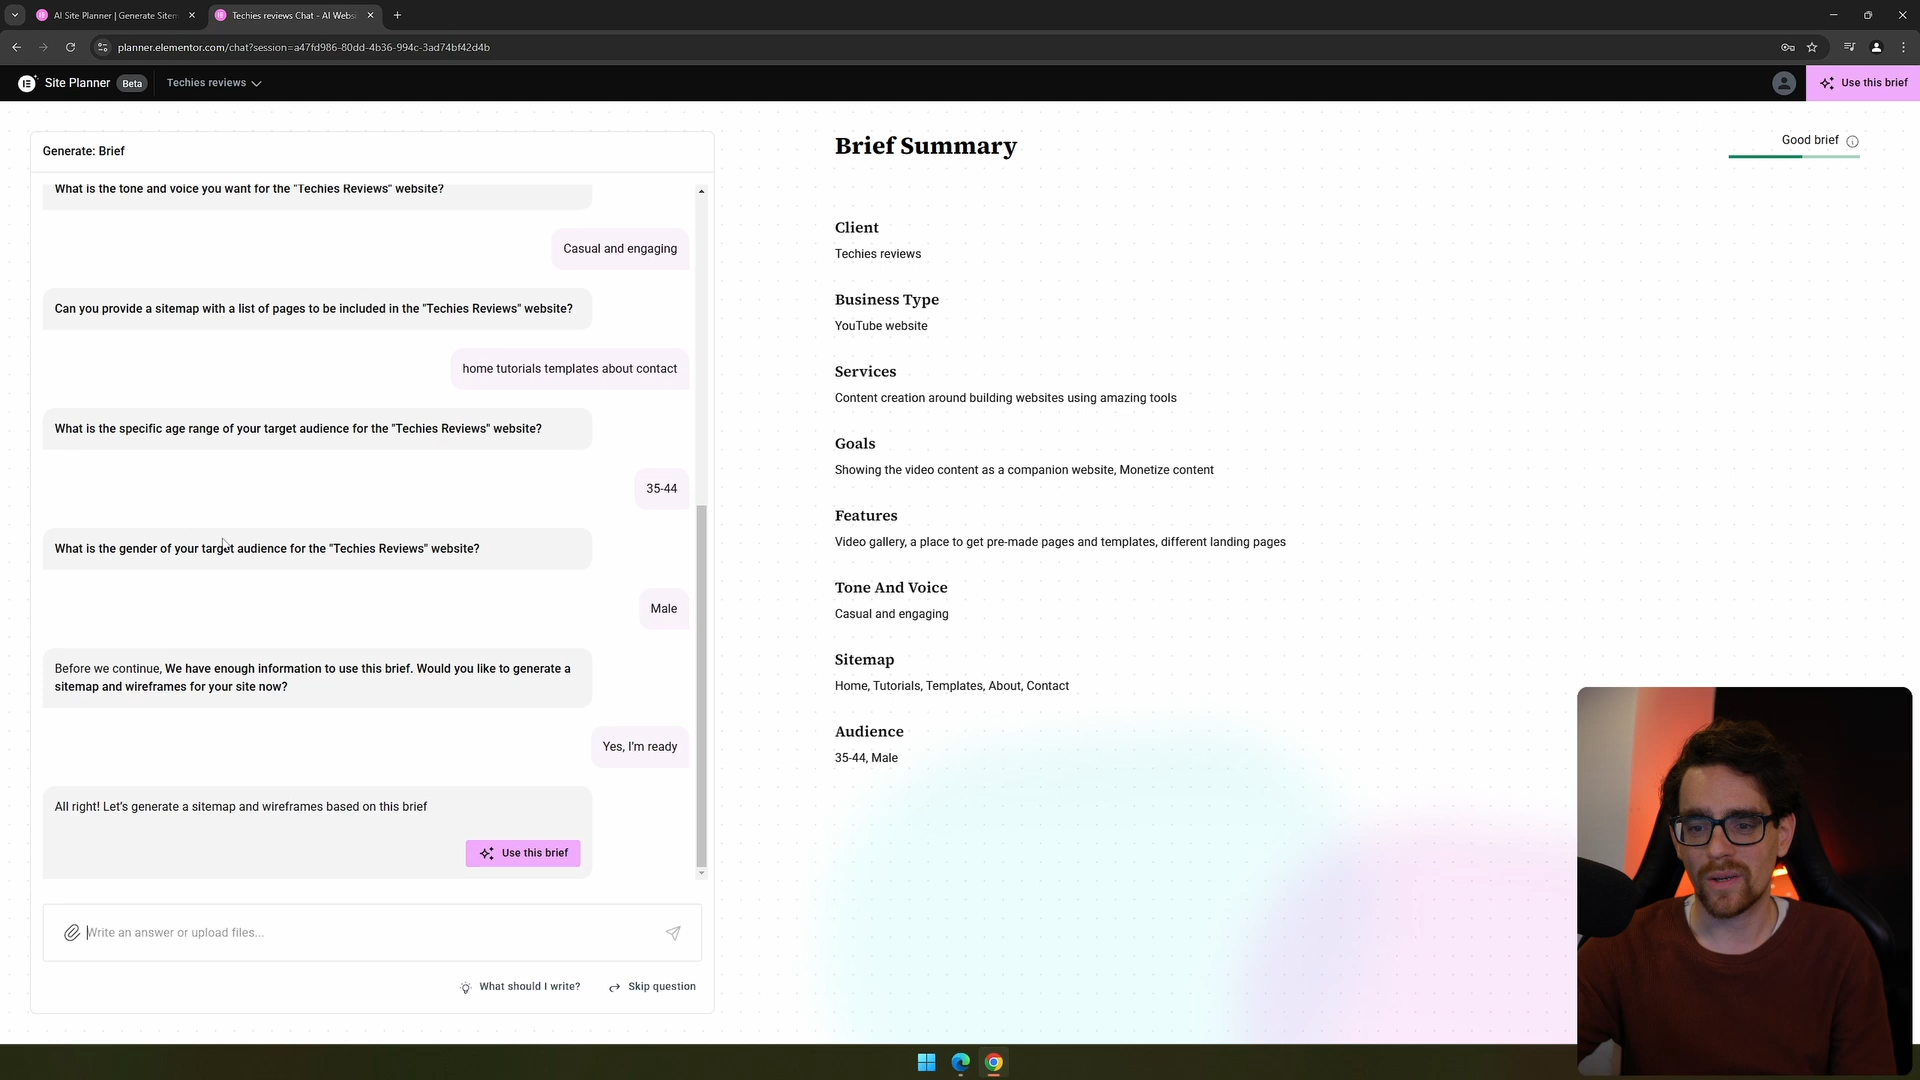 AI Site Planner | Generate Sitem
Techies reviews Chat - AI Webs
planner.elementor.com/chat?session=a47fd986-80dd-4b36-994c-3ad74bf42d4b
Site Planner
Beta
Techies reviews
Use this brief
Generate: Brief
What is the tone and voice you want for the "Techies Reviews" website?
Casual and engaging
Can you provide a sitemap with a list of pages to be included in the "Techies Reviews" website?
home tutorials templates about contact
What is the specific age range of your target audience for the "Techies Reviews" website?
35-44
What is the gender of your target audience for the "Techies Reviews" website?
Male
Before we continue, We have enough information to use this brief. Would you like to generate a
sitemap and wireframes for your site now?
Yes, I'm ready
All right! Let's generate a sitemap and wireframes based on this brief
Use this brief
Write an answer or upload files...
What should I write?
Skip question
Brief Summary
Good brief
Client
Techies reviews
Business Type
YouTube website
Services
Content creation around building websites using amazing tools
Goals
Showing the video content as a companion website, Monetize content
Features
Video gallery, a place to get pre-made pages and templates, different landing pages
Tone And Voice
Casual and engaging
Sitemap
Home, Tutorials, Templates, About, Contact
Audience
35-44, Male